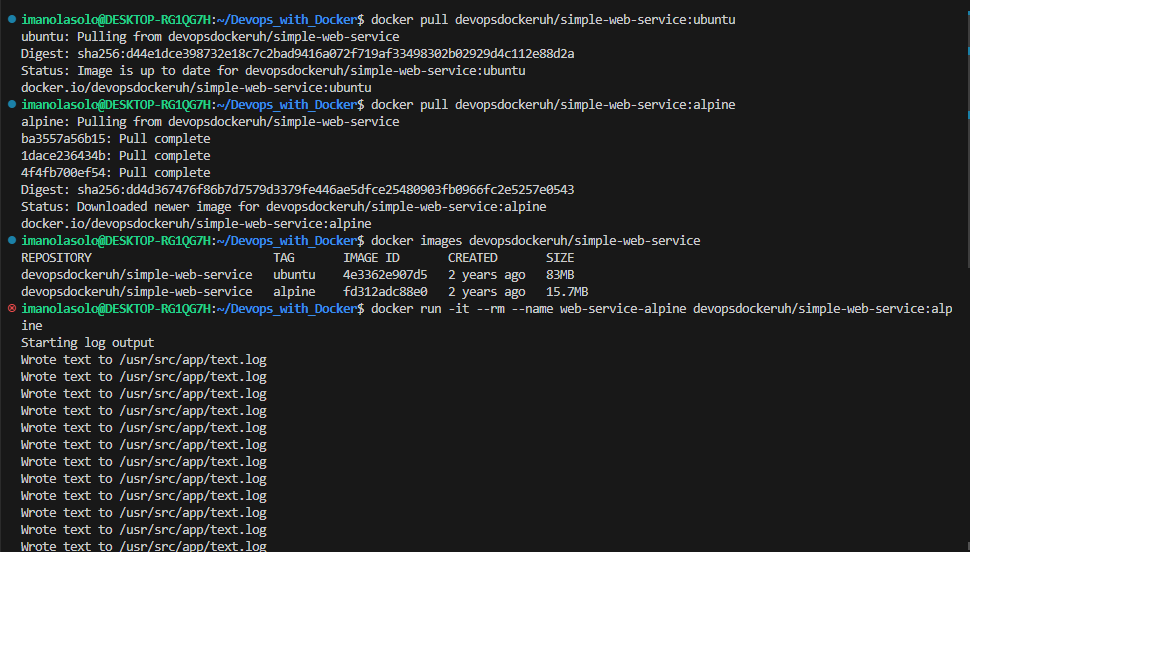 imanolasolo@DESKTOP-RG1QG7H:~/Devops_with_Docker$ docker pull devopsdockeruh/simple-web-service:ubuntu
ubuntu: Pulling from devopsdockeruh/simple-web-service
Digest: sha256:d44e1dce398732e18c7c2bad9416a072f719af33498302b02929d4c112e88d2a
Status: Image is up to date for devopsdockeruh/simple-web-service:ubuntu
docker.io/devopsdockeruh/simple-web-service:ubuntu
imanolasolo@DESKTOP-RG1QG7H:~/Devops_with_Docker$ docker pull devopsdockeruh/simple-web-service:alpine
alpine: Pulling from devopsdockeruh/simple-web-service
ba3557a56b15: Pull complete
1dace236434b: Pull complete
4f4fb700ef54: Pull complete
Digest: sha256:dd4d367476f86b7d7579d3379fe446ae5dfce25480903fb0966fc2e5257e0543
Status: Downloaded newer image for devopsdockeruh/simple-web-service:alpine
docker.io/devopsdockeruh/simple-web-service:alpine
imanolasolo@DESKTOP-RG1QG7H:~/Devops_with_Docker$ docker images devopsdockeruh/simple-web-service
REPOSITORY TAG IMAGE ID CREATED SIZE
devopsdockeruh/simple-web-service ubuntu 4e3362e907d5 2 years ago 83MB
devopsdockeruh/simple-web-service alpine fd312adc88e0 2 years ago 15.7MB
imanolasolo@DESKTOP-RG1QG7H:~/Devops_with_Docker$ docker run -it --rm --name web-service-alpine devopsdockeruh/simple-web-service:alp
ine
Starting log output
Wrote text to /usr/src/app/text.log
Wrote text to /usr/src/app/text.log
Wrote text to /usr/src/app/text.log
Wrote text to /usr/src/app/text.log
Wrote text to /usr/src/app/text.log
Wrote text to /usr/src/app/text.log
Wrote text to /usr/src/app/text.log
Wrote text to /usr/src/app/text.log
Wrote text to /usr/src/app/text.log
Wrote text to /usr/src/app/text.log
Wrote text to /usr/src/app/text.log
Wrote text to /usr/src/app/text.log